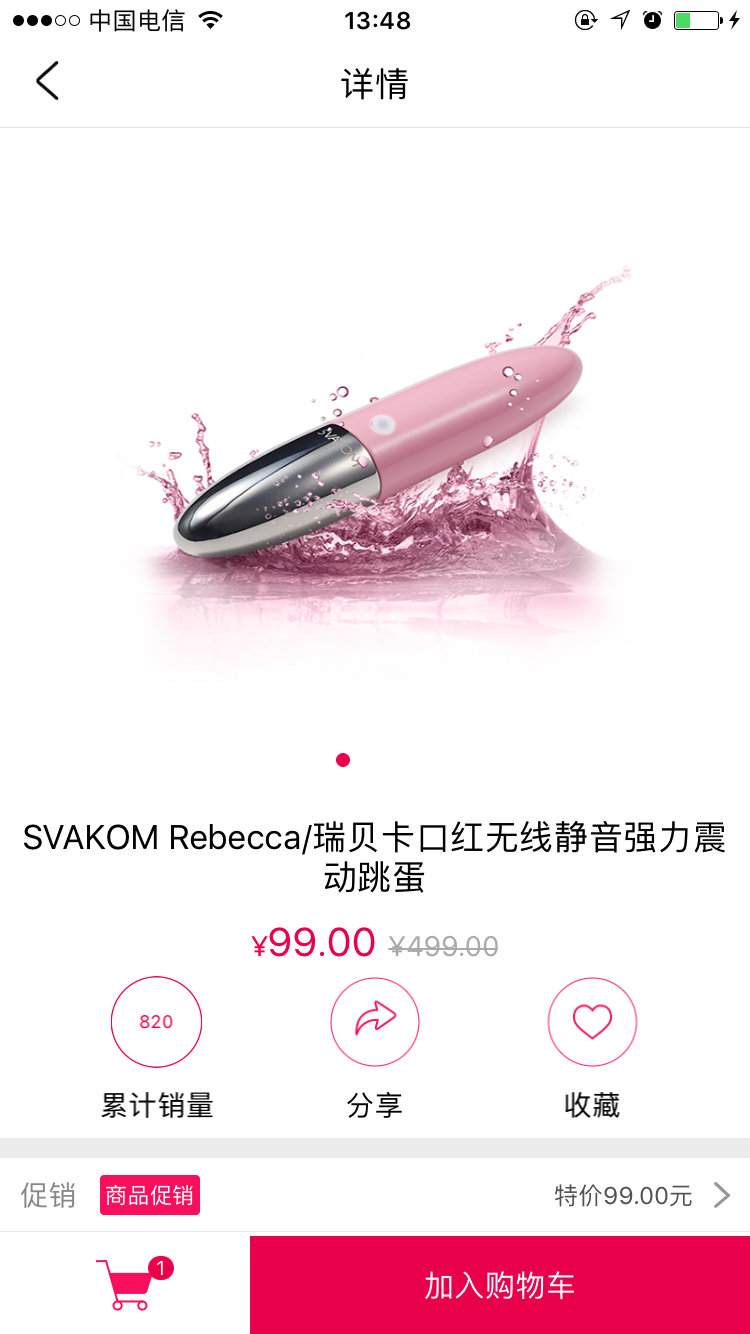 中国电信 13:48
详情
SVAKOM
SVAKOM Rebecca/瑞贝卡口红无线静音强力震
动跳蛋
¥99.00 ¥499.00
820
累计销量 分享 收藏
促销 商品促销 特价99.00元
1
加入购物车